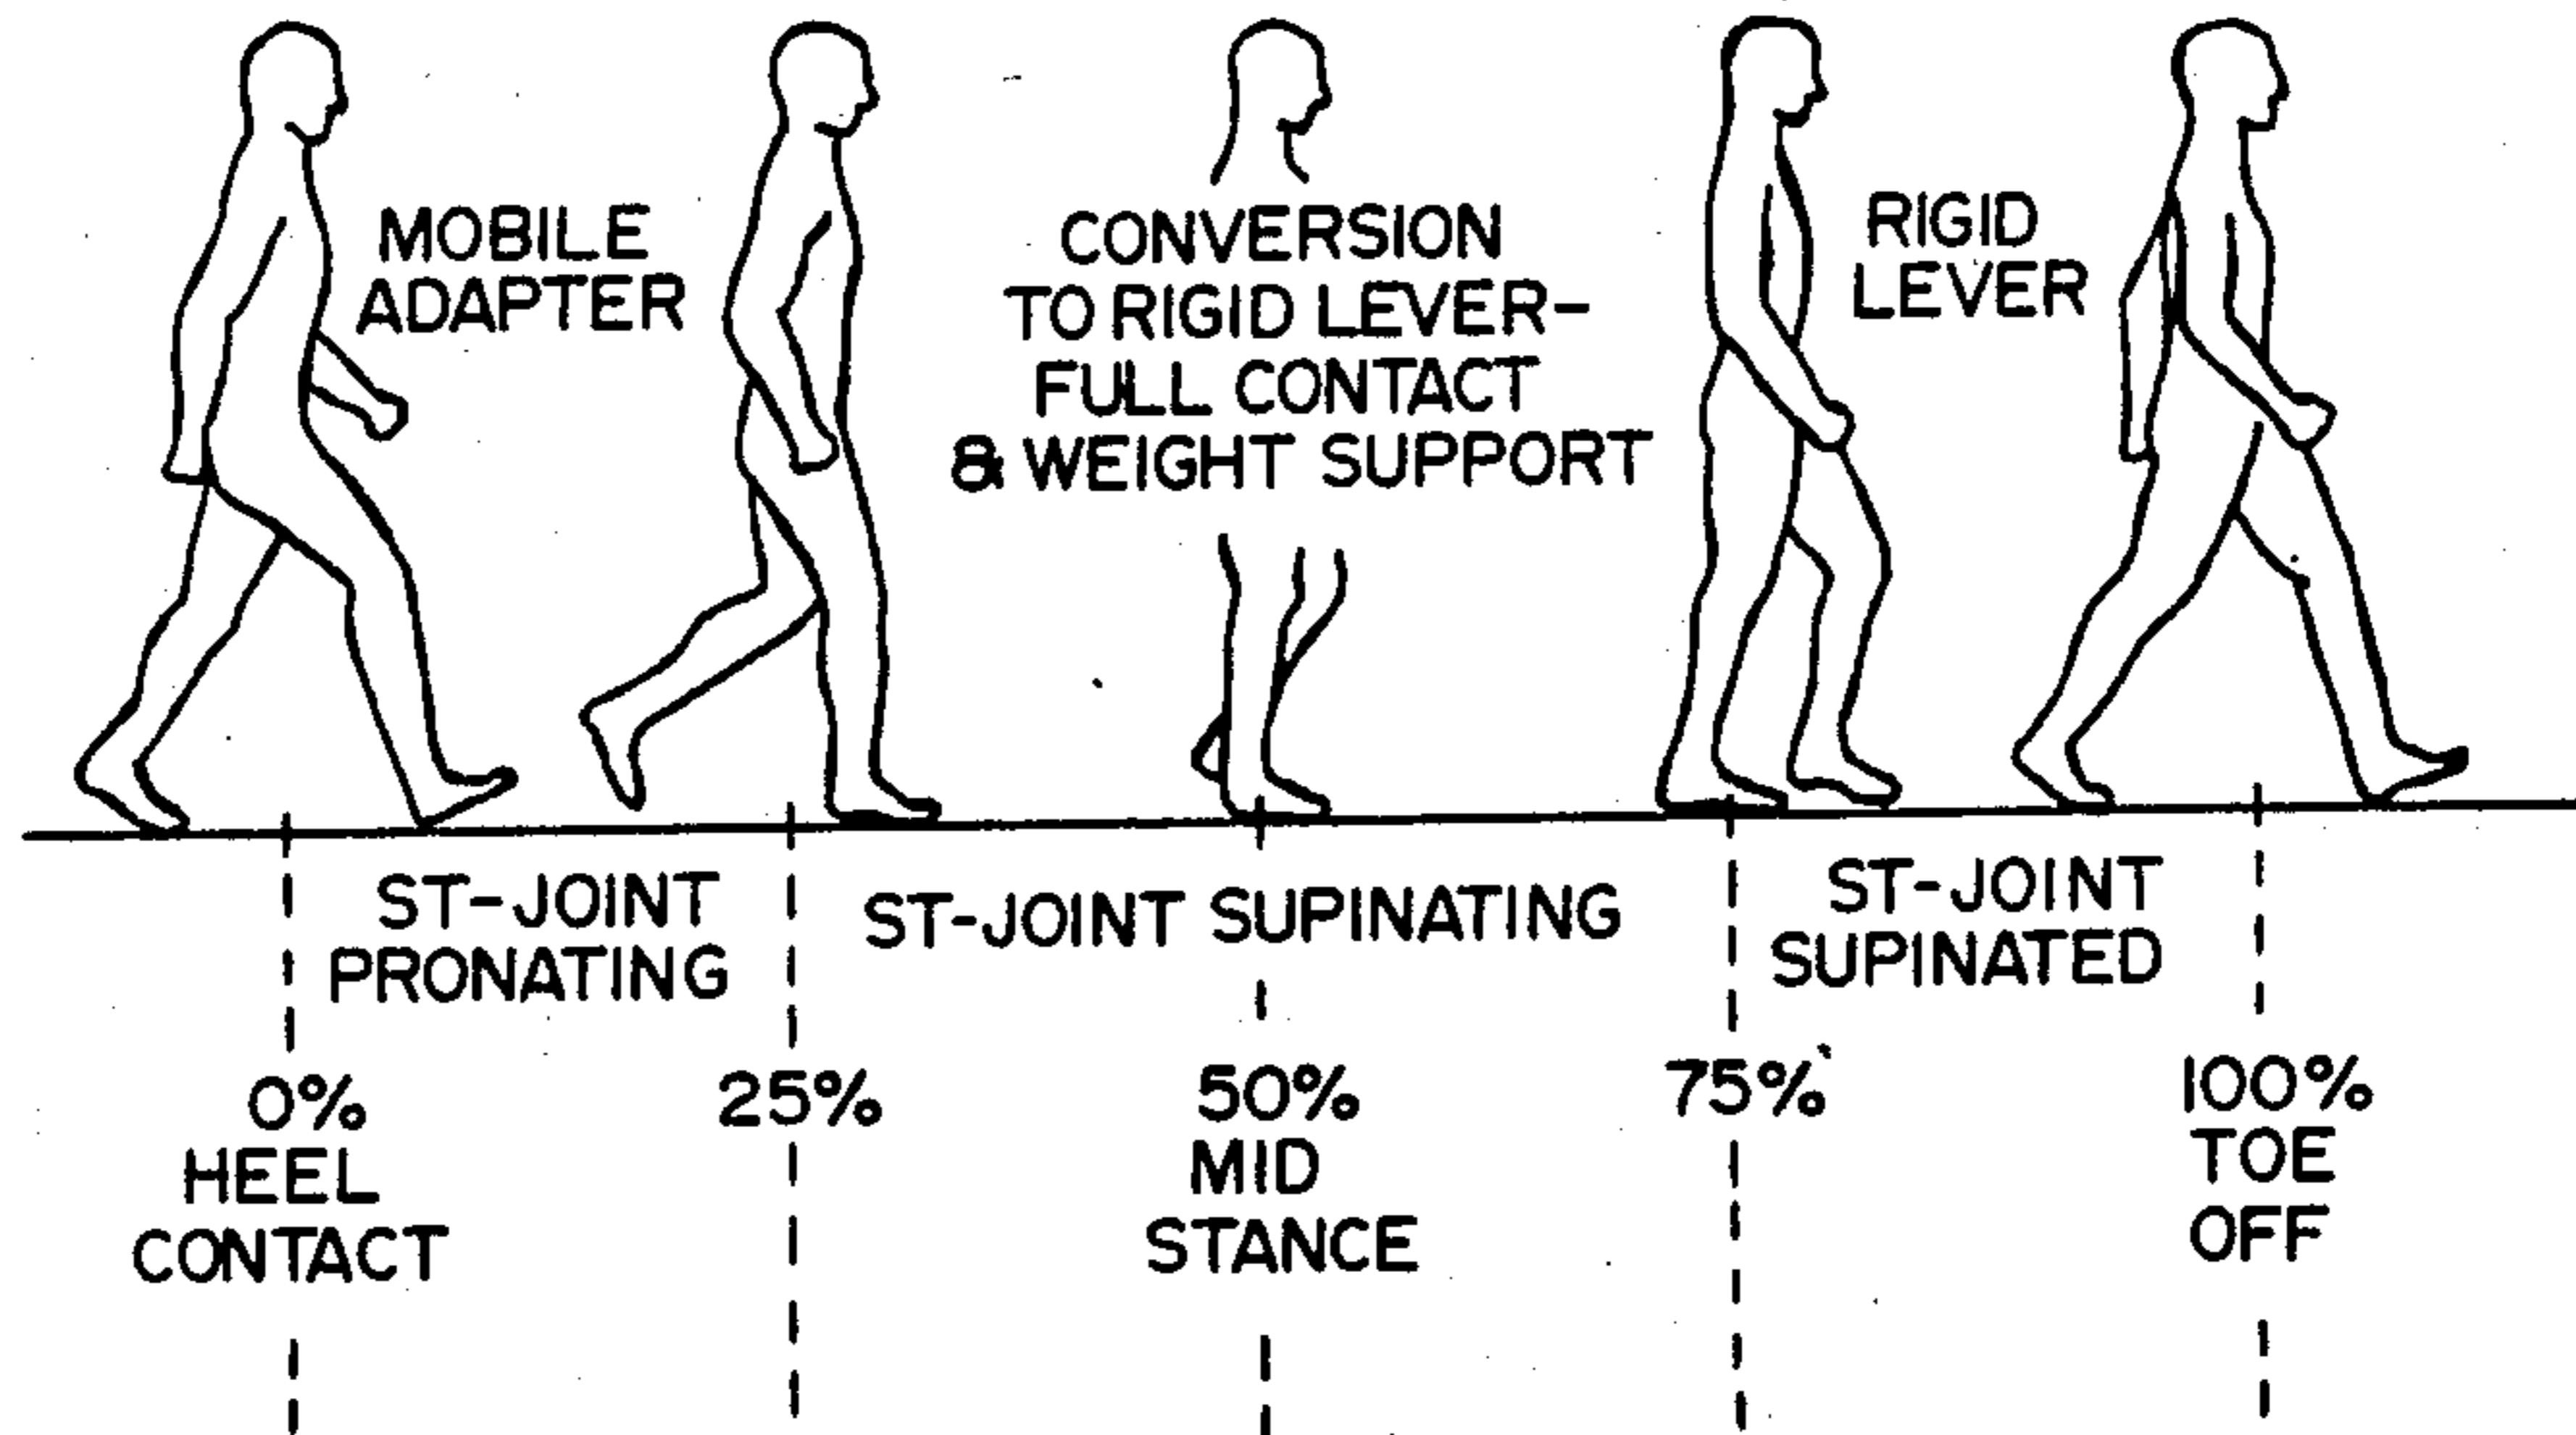 MOBILE
ADAPTER
CONVERSION
TO RIGID LEVER-
FULL CONTACT
& WEIGHT SUPPORT
RIGID
LEVER
ST-JOINT
PRONATING
ST-JOINT SUPINATING
ST-JOINT
SUPINATED
0%
HEEL
CONTACT
25%
50%
MID
STANCE
75%
100%
TOE
OFF